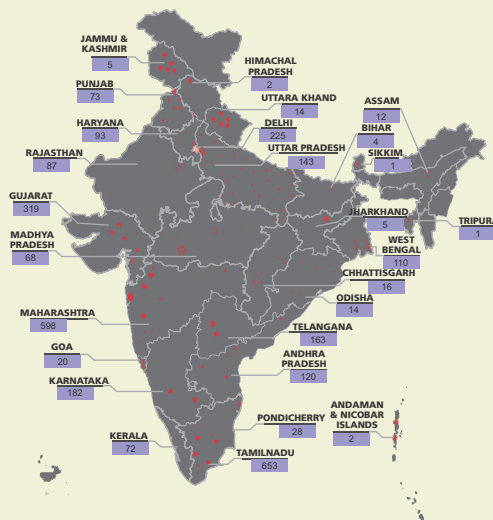 JAMMU &
KASHMIR
5
HIMACHAL
PRADESH
2
PUNJAB
73
UTTARA KHAND
14
ASSAM
12
HARYANA
93
DELHI
225
BIHAR
4
RAJASTHAN
87
UTTAR PRADESH
143
SIKKIM
1
GUJARAT
319
JHARKHAND
5
TRIPURA
1
MADHYA
PRADESH
68
WEST
BENGAL
110
CHHATTISGARH
16
ODISHA
14
MAHARASHTRA
598
TELANGANA
163
GOA
20
ANDHRA
PRADESH
120
KARNATAKA
182
ANDAMAN
& NICOBAR
ISLANDS
2
PONDICHERRY
28
KERALA
72
TAMILNADU
653